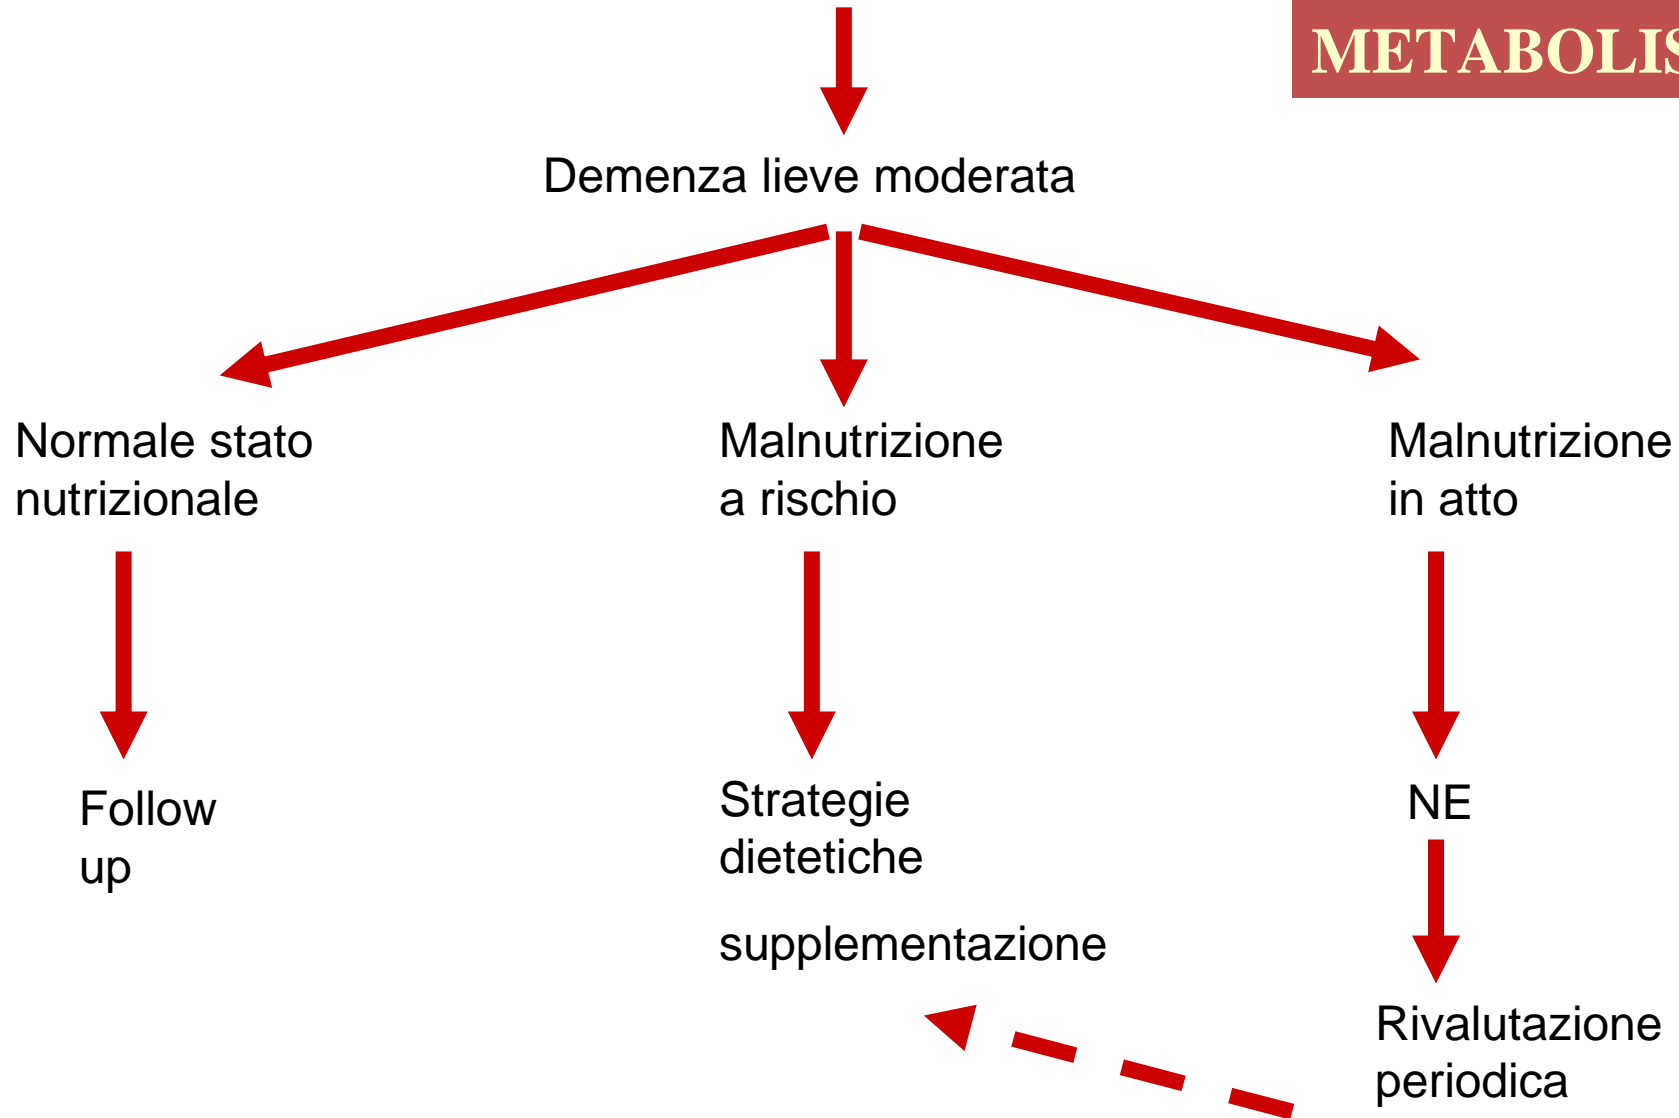 METABOLIS
Demenza lieve moderata
Normale stato
nutrizionale
Malnutrizione
a rischio
Malnutrizione
in atto
Follow
up
Strategie
dietetiche
supplementazione
NE
Rivalutazione
periodica